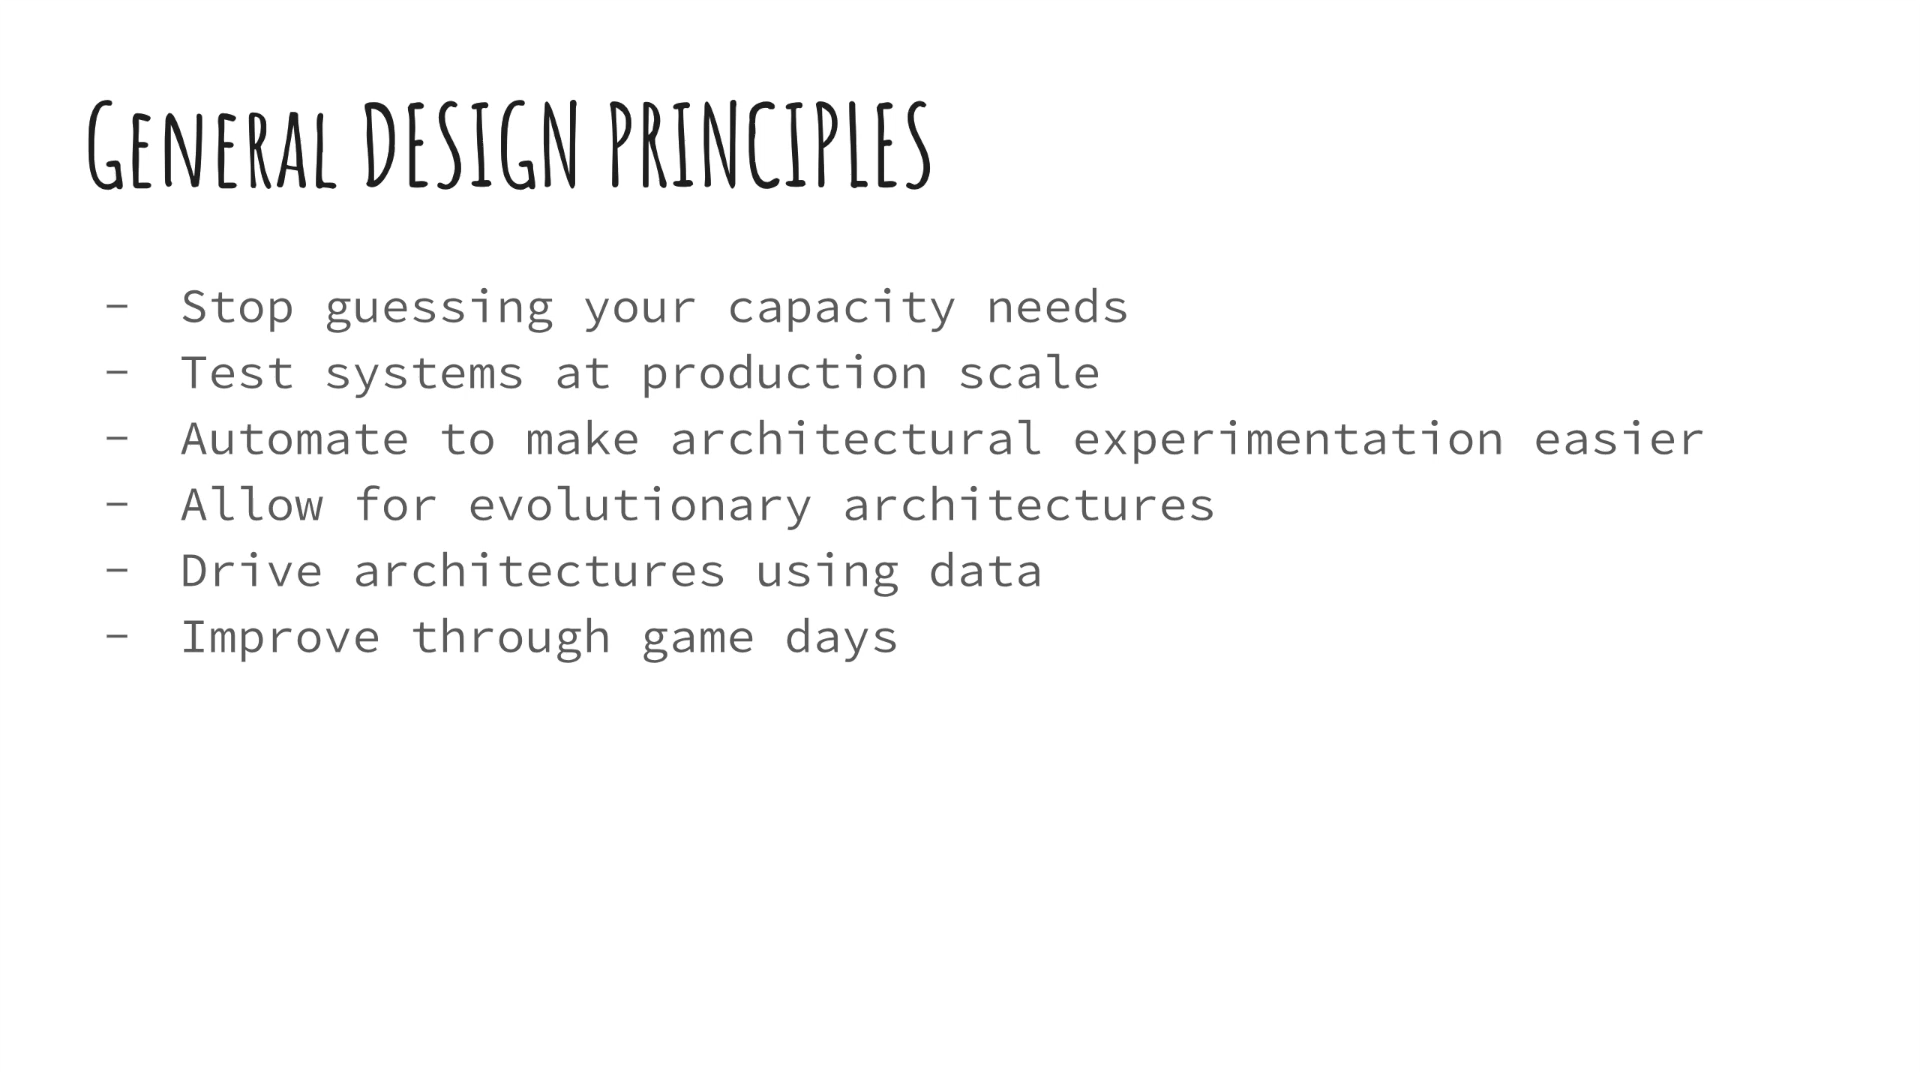 General DESIGN PRINCIPLES
- Stop guessing your capacity needs
- Test systems at production scale
- Automate to make architectural experimentation easier
- Allow for evolutionary architectures
- Drive architectures using data
- Improve through game days